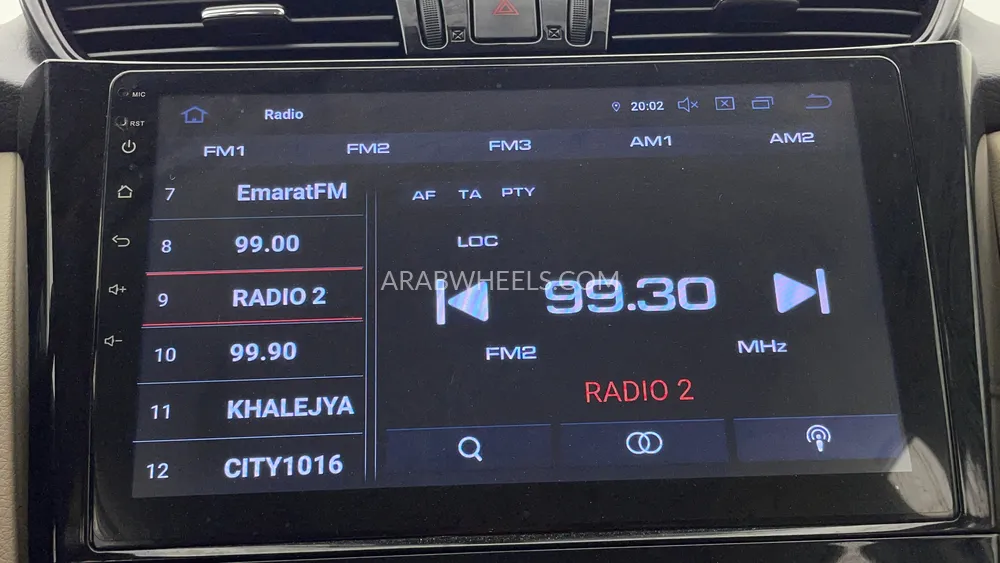 MIC
Radio
20:02
RST
FM1 FM2 FM3 AM1 AM2
7 EmaratFM
AF TA PTY
8 99.00
LOC
ARABWHEELS.COM
9 RADIO 2
99.30
10 99.90
FM2 MHz
RADIO 2
11 KHALEJYA
12 CITY1016